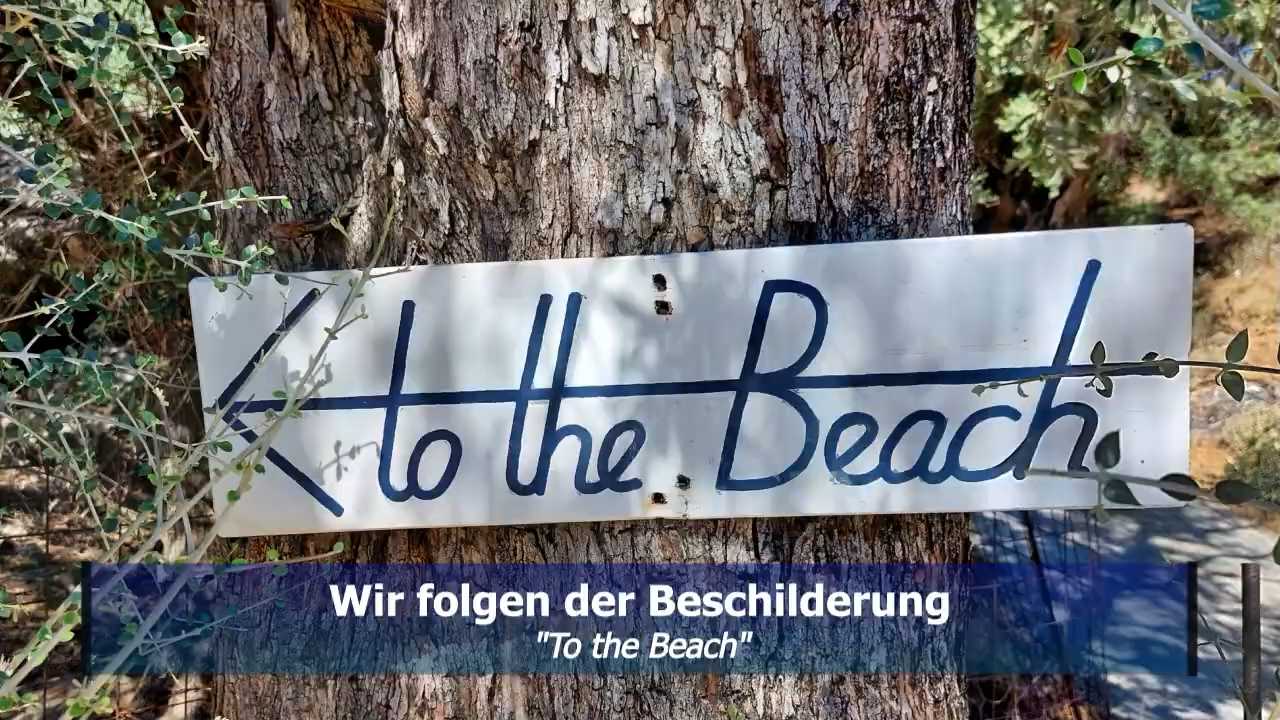 to the Beach
Wir folgen der Beschilderung
"To the Beach"